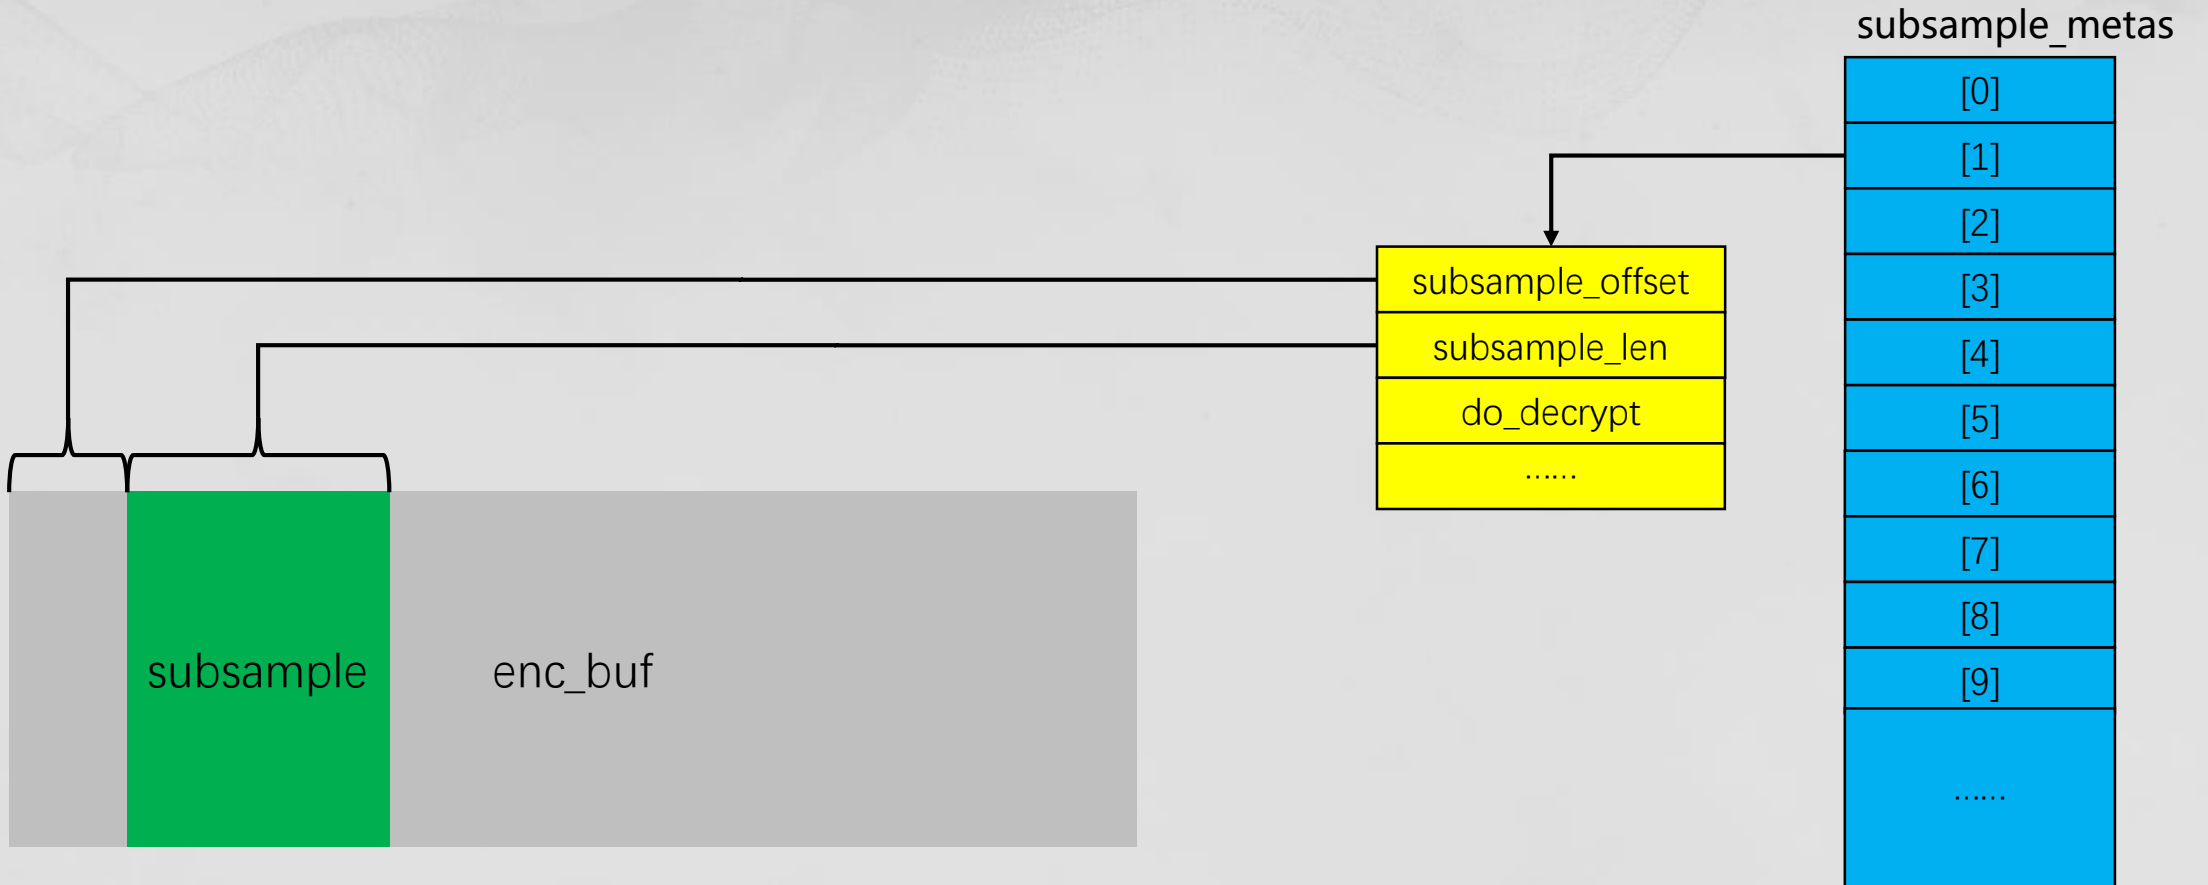 subsample_metas
[0]
[1]
[2]
[3]
[4]
[5]
[6]
[7]
[8]
[9]
……
subsample_offset
subsample_len
do_decrypt
……
subsample
enc_buf